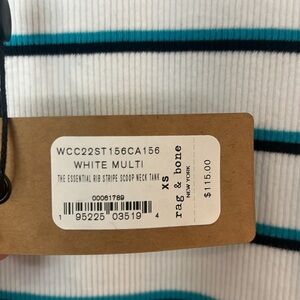 WCC22ST156CA156
WHITE MULTI
THE ESSENTIAL RIB STRIPE SCOOP NECK TANK
00061789
1 95225 03519 4
XS
rag & bone
NEW YORK
$115.00